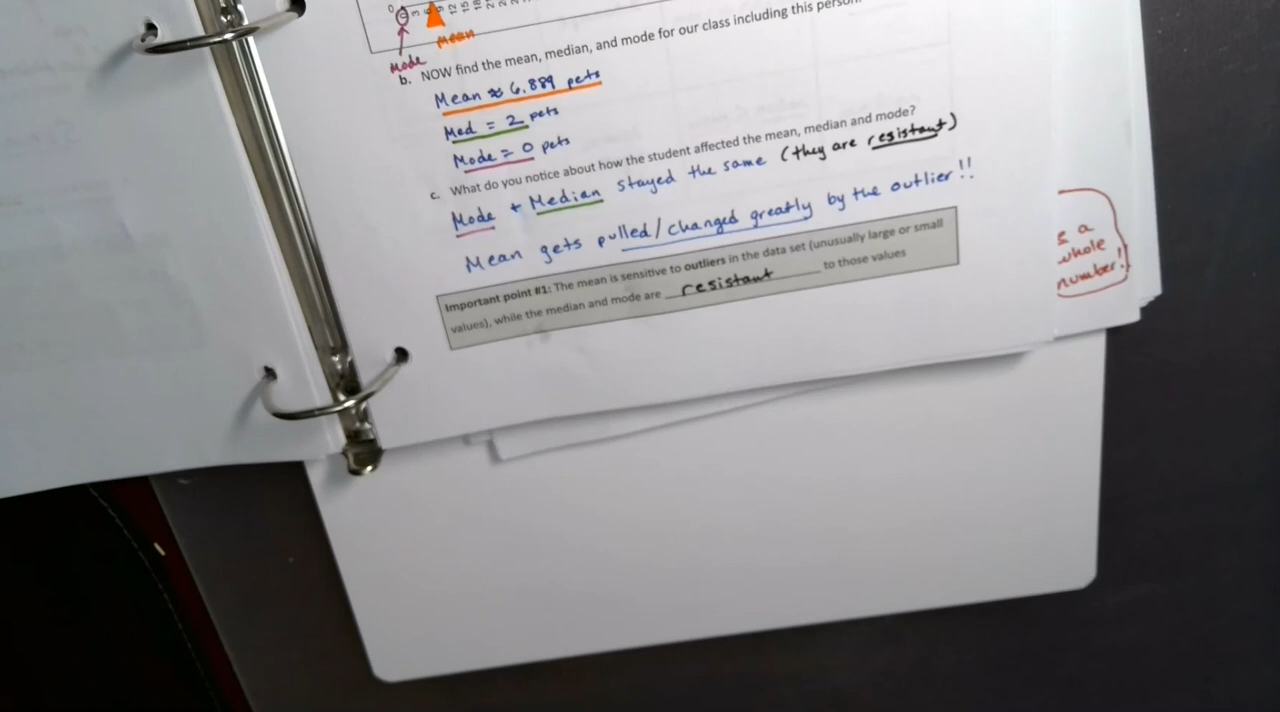 0
Mean
Mode
b. NOW find the mean, median, and mode for our class including this person.
Mean ≈ 6.889 pets
Med = 2 pets
Mode = 0 pets
c. What do you notice about how the student affected the mean, median and mode?
Mode + Median stayed the same (they are resistant)
Mean gets pulled/changed greatly by the outlier!!
Important point #1: The mean is sensitive to outliers in the data set (unusually large or small
values), while the median and mode are resistant to those values
a
whole
number!!